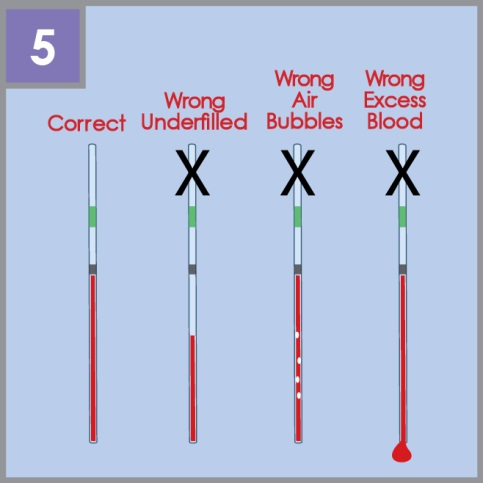 5
Correct
Wrong
Underfilled
Wrong
Air
Bubbles
Wrong
Excess
Blood
X
X
X